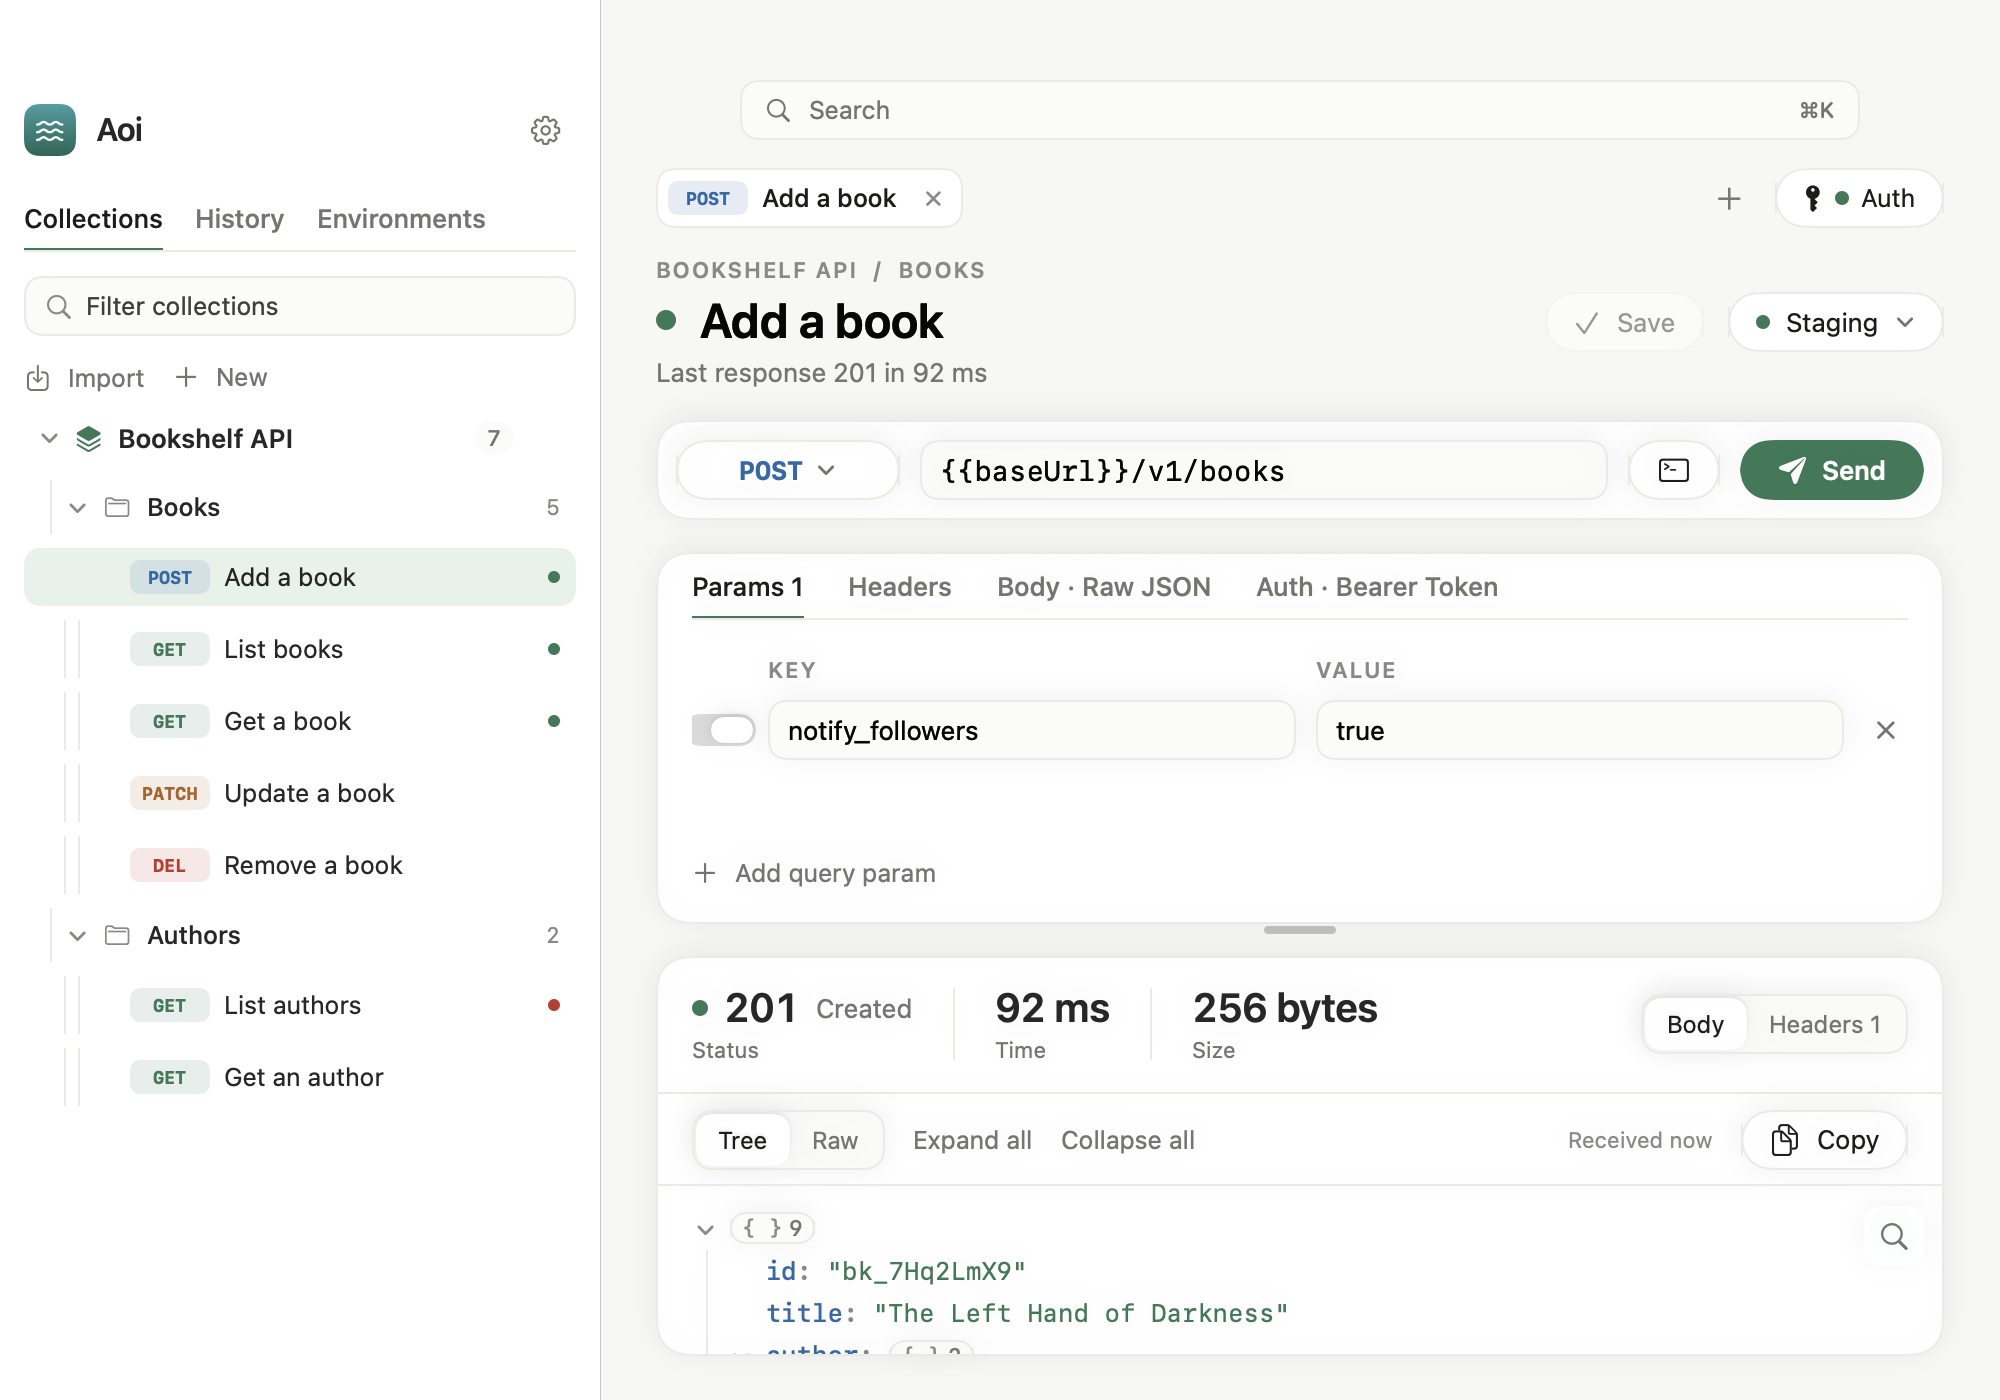 Aoi
Collections History Environments
Filter collections
Import New
Bookshelf API 7
Books 5
POST Add a book
GET List books
GET Get a book
PATCH Update a book
DEL Remove a book
Authors 2
GET List authors
GET Get an author
Search ⌘K
POST Add a book
Auth
BOOKSHELF API / BOOKS
Add a book
Save
Staging
Last response 201 in 92 ms
POST {{baseUrl}}/v1/books Send
Params 1 Headers Body · Raw JSON Auth · Bearer Token
KEY VALUE
notify_followers true
Add query param
201 Created 92 ms 256 bytes
Status Time Size
Body Headers 1
Tree Raw Expand all Collapse all Received now Copy
{ } 9
id: "bk_7Hq2LmX9"
title: "The Left Hand of Darkness"
author: { } 2